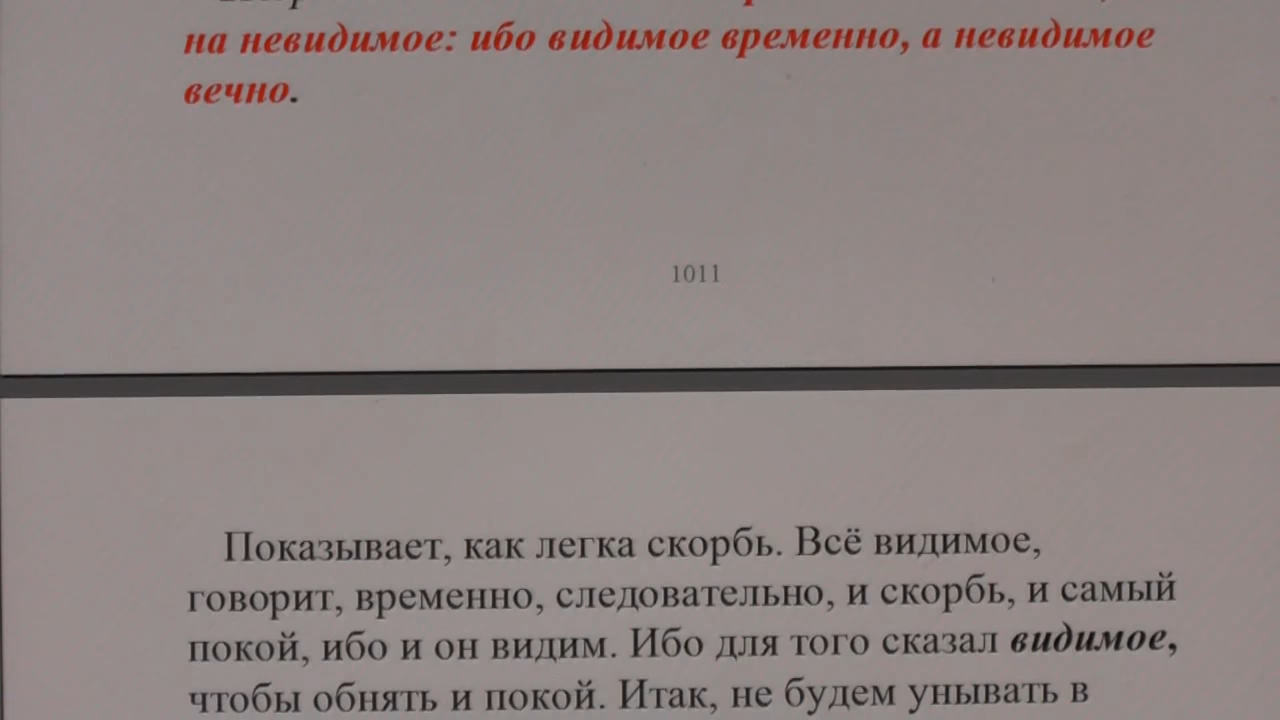 на невидимое: ибо видимое временно, а невидимое
вечно.
1011
Показывает, как легка скорбь. Всё видимое,
говорит, временно, следовательно, и скорбь, и самый
покой, ибо и он видим. Ибо для того сказал видимое,
чтобы обнять и покой. Итак, не будем унывать в